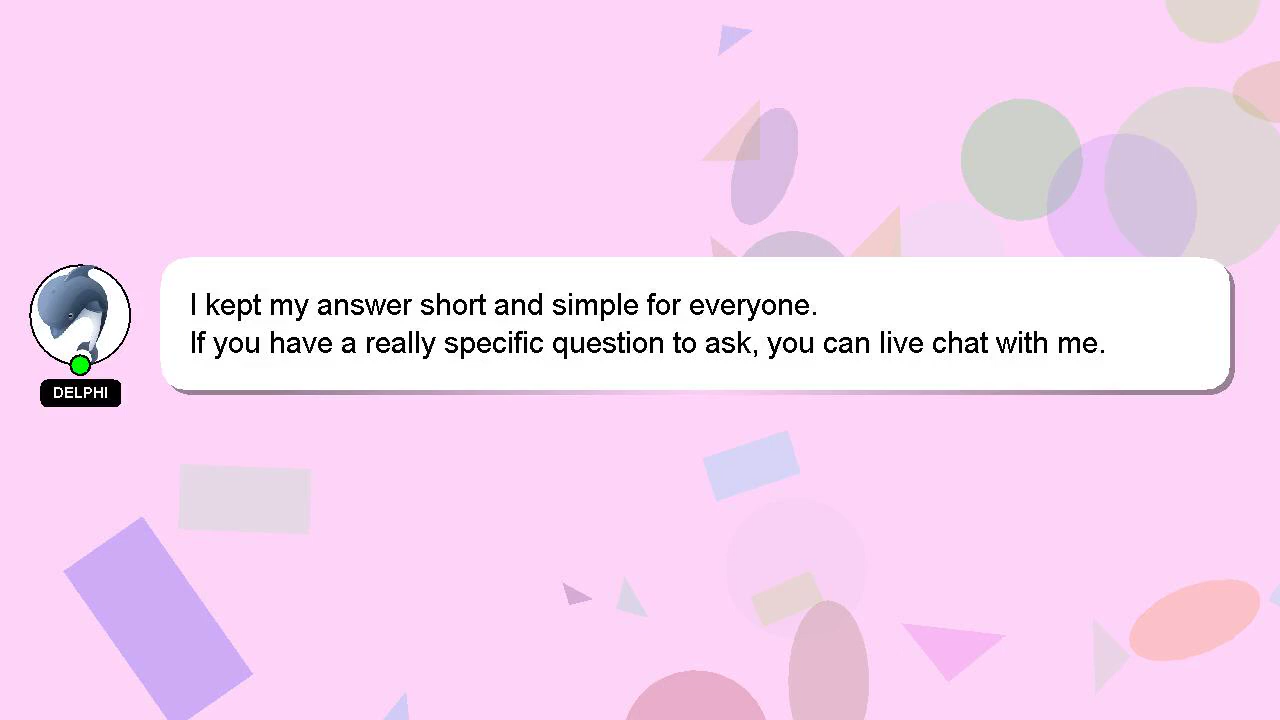 I kept my answer short and simple for everyone.
If you have a really specific question to ask, you can live chat with me.
DELPHI